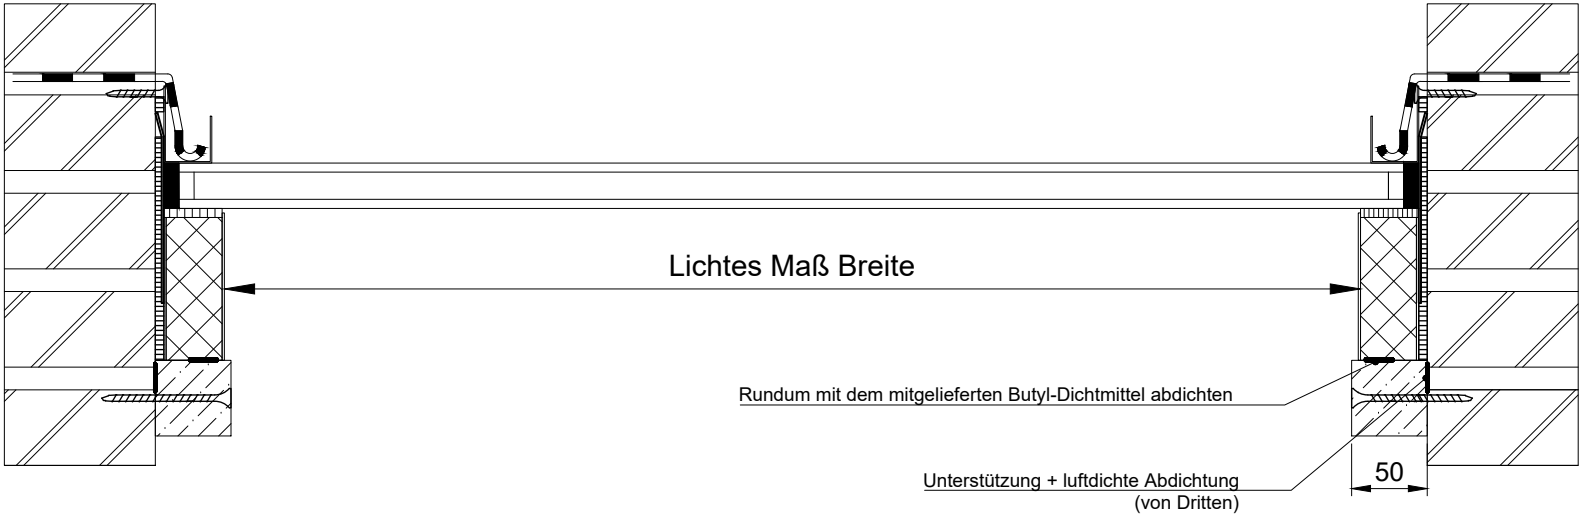 Lichtes Maß Breite
Rundum mit dem mitgelieferten Butyl-Dichtmittel abdichten
50
Unterstützung + luftdichte Abdichtung
(von Dritten)